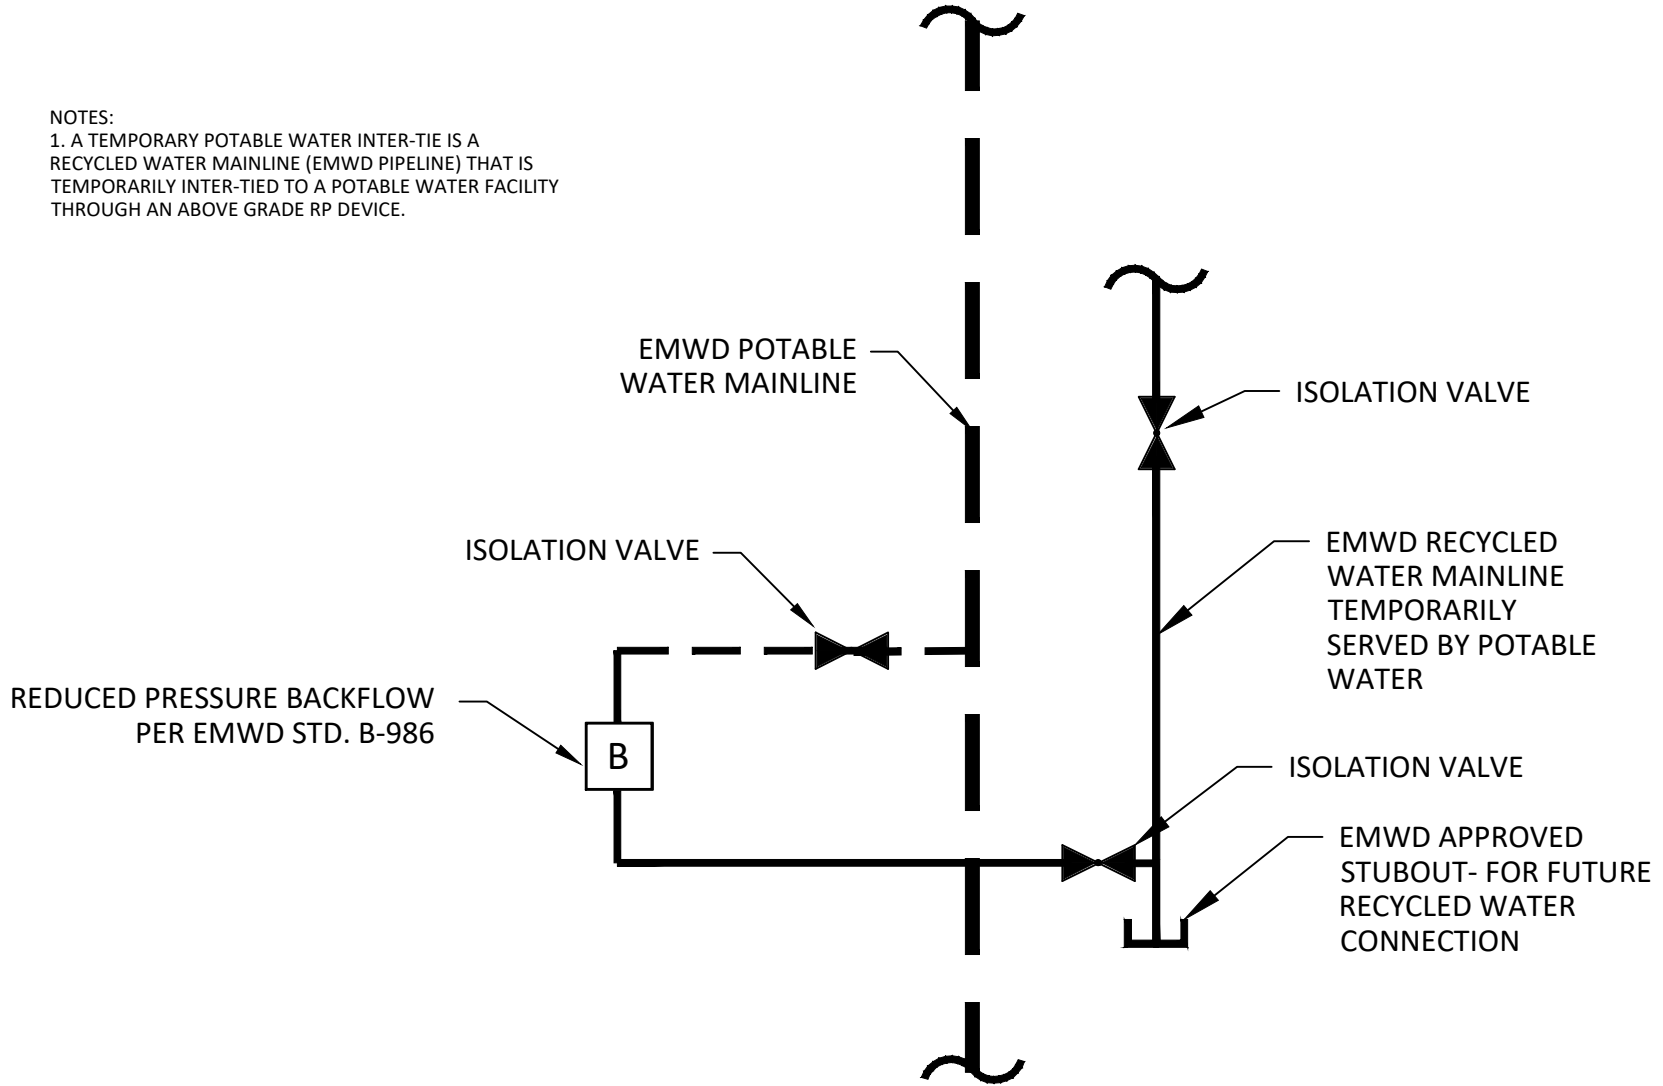 NOTES:
1. A TEMPORARY POTABLE WATER INTER-TIE IS A
RECYCLED WATER MAINLINE (EMWD PIPELINE) THAT IS
TEMPORARILY INTER-TIED TO A POTABLE WATER FACILITY
THROUGH AN ABOVE GRADE RP DEVICE.
EMWD POTABLE
WATER MAINLINE
ISOLATION VALVE
ISOLATION VALVE
EMWD RECYCLED
WATER MAINLINE
TEMPORARILY
SERVED BY POTABLE
WATER
REDUCED PRESSURE BACKFLOW
PER EMWD STD. B-986
B
ISOLATION VALVE
EMWD APPROVED
STUBOUT- FOR FUTURE
RECYCLED WATER
CONNECTION